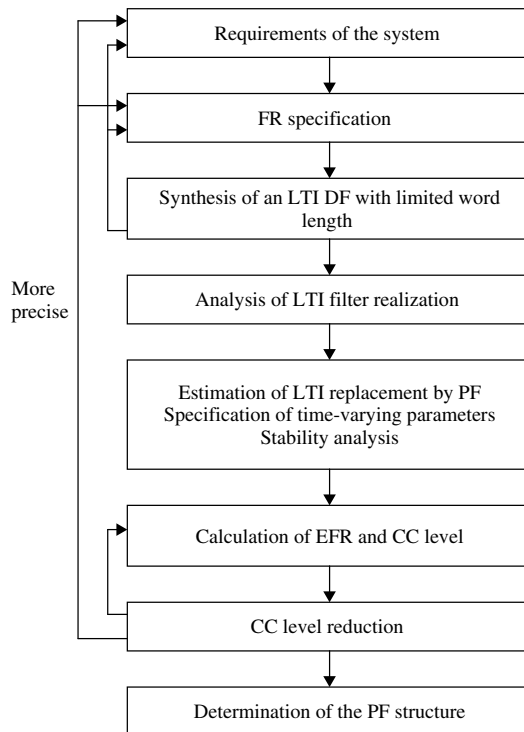 Requirements of the system
FR specification
Synthesis of an LTI DF with limited word
length
More
precise
Analysis of LTI filter realization
Estimation of LTI replacement by PF
Specification of time-varying parameters
Stability analysis
Calculation of EFR and CC level
CC level reduction
Determination of the PF structure